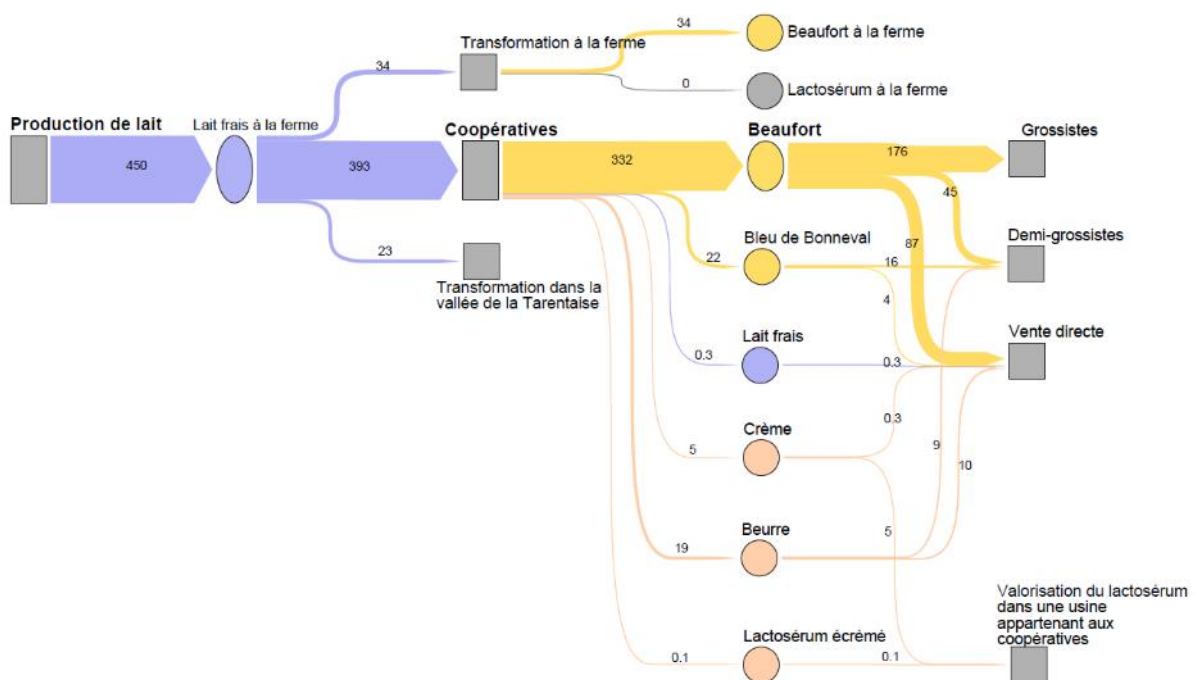 34
Beaufort à la ferme
Transformation à la ferme
34
0
Lactosérum à la ferme
Production de lait
Lait frais à la ferme
Coopératives
Beaufort
Grossistes
450
393
332
176
45
23
Transformation dans la
vallée de la Tarentaise
22
Bleu de Bonneval
87
16
4
Demi-grossistes
Lait frais
0.3
0.3
Vente directe
Crème
5
0.3
9
10
Beurre
19
5
Valorisation du lactosérum
dans une usine
appartenant aux
coopératives
Lactosérum écrèmé
0.1
0.1